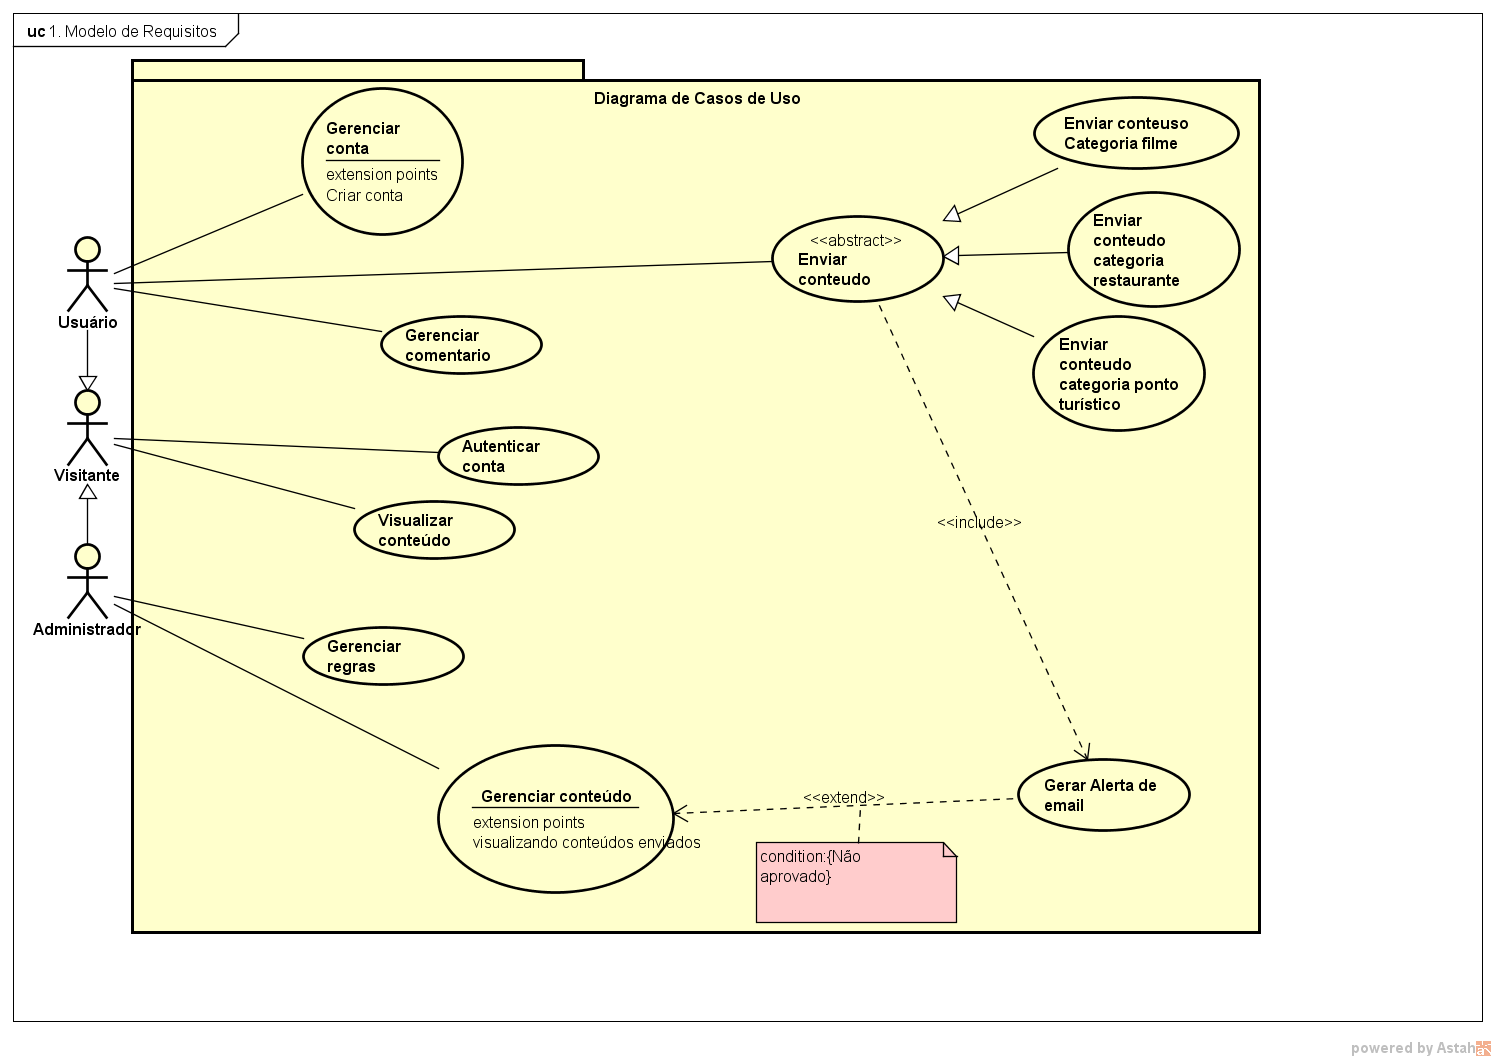 uc 1. Modelo de Requisitos
Diagrama de Casos de Uso
Gerenciar
conta
extension points
Criar conta
Enviar conteuso
Categoria filme
<<abstract>>
Enviar
conteudo
Enviar
conteudo
categoria
restaurante
Usuário
Gerenciar
comentario
Enviar
conteudo
categoria ponto
turístico
Visitante
Autenticar
conta
Visualizar
conteúdo
<<include>>
Administrador
Gerenciar
regras
Gerenciar conteúdo
extension points
visualizando conteúdos enviados
<<extend>>
Gerar Alerta de
email
condition:{Não
aprovado}
powered by Astah